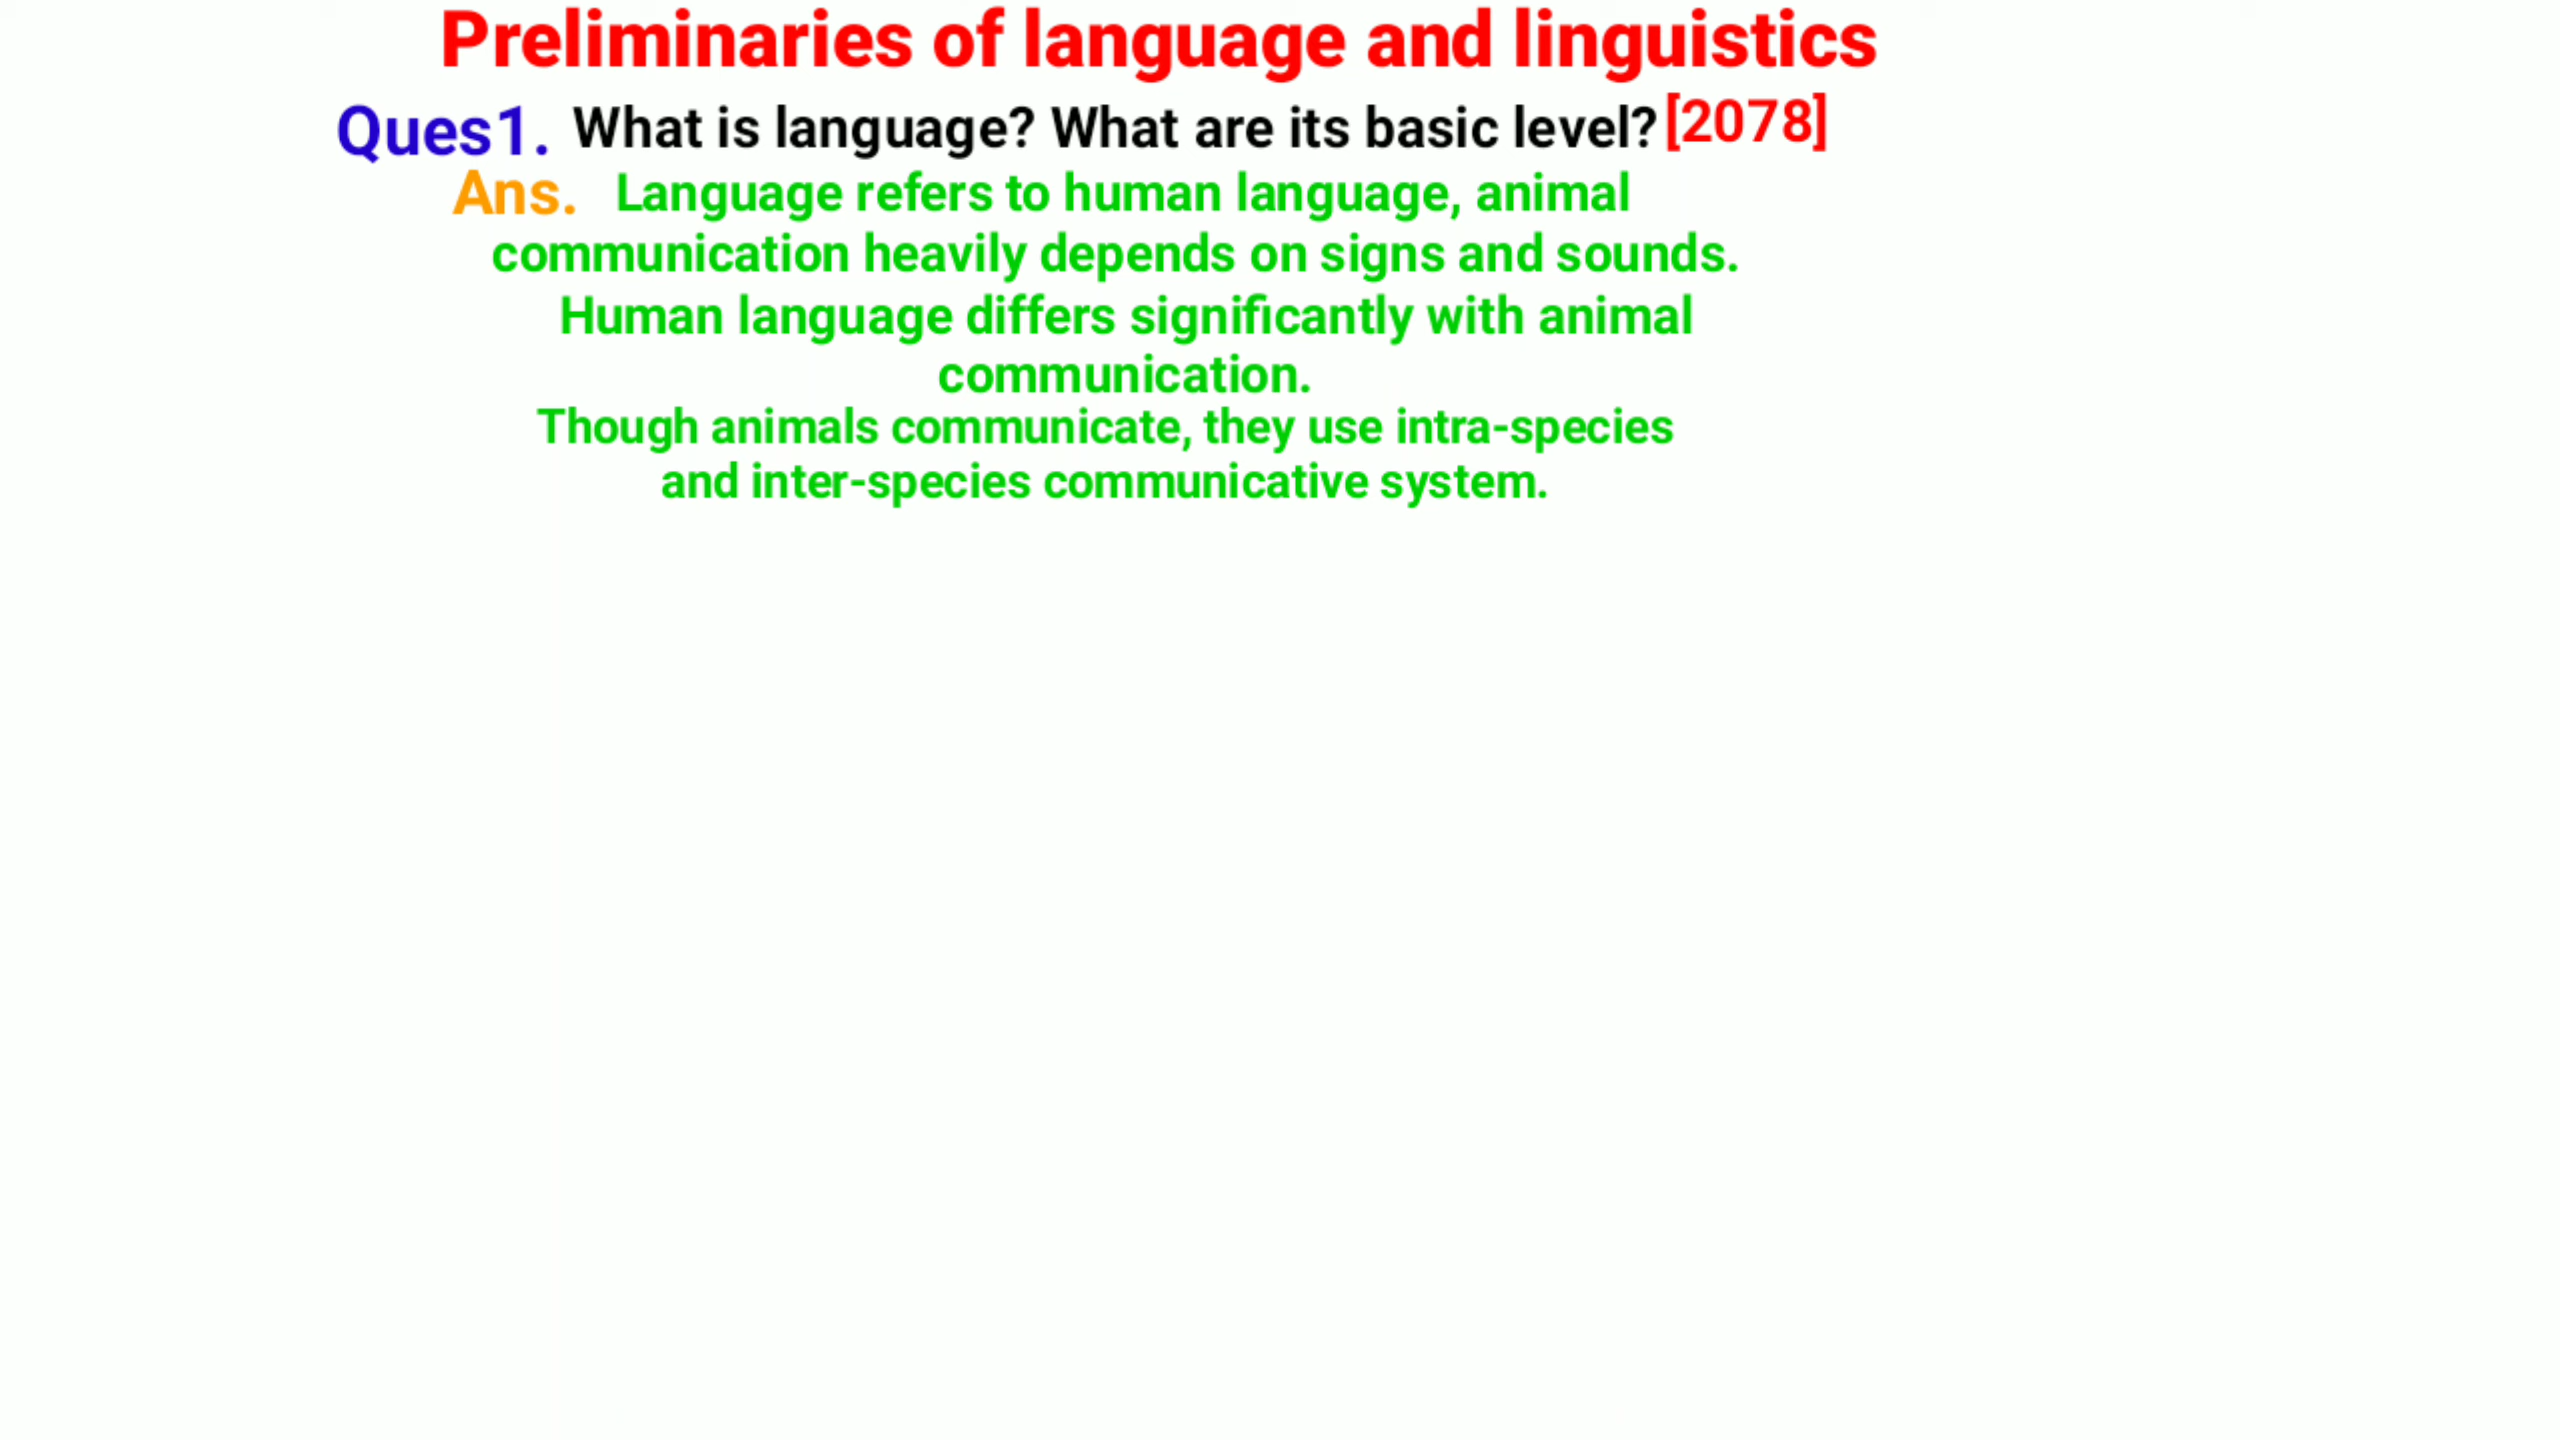 Preliminaries of language and linguistics
Ques1. What is language? What are its basic level? [2078]
Ans. Language refers to human language, animal
communication heavily depends on signs and sounds.
Human language differs significantly with animal
communication.
Though animals communicate, they use intra-species
and inter-species communicative system.